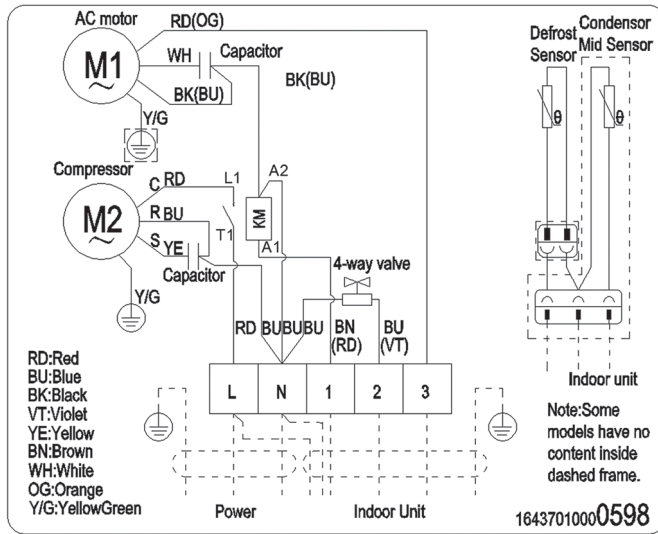 AC motor
RD(OG)
M1
WH
Capacitor
BK(BU)
BK(BU)
Y/G
Defrost
Sensor
Condensor
Mid Sensor
θ
θ
Compressor
M2
C RD
R BU
S YE
Capacitor
Y/G
L1
T1
A2
KM
A1
4-way valve
RD
BU
BU
BU
BN
(RD)
BU
(VT)
L
N
1
2
3
RD:Red
BU:Blue
BK:Black
VT:Violet
YE:Yellow
BN:Brown
WH:White
OG:Orange
Y/G:YellowGreen
Power
Indoor Unit
Indoor unit
Note:Some
models have no
content inside
dashed frame.
16437010000598